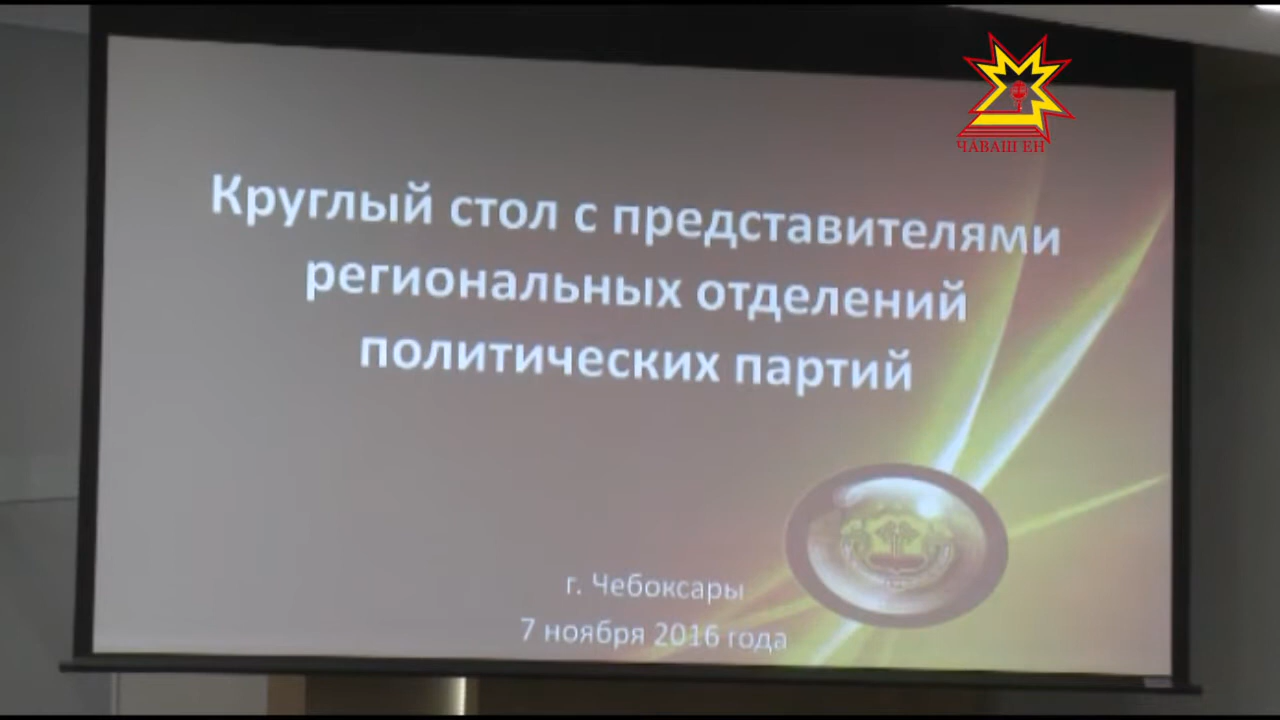 ЧĂВАШ ЕН
Круглый стол с представителями
региональных отделений
политических партий
г. Чебоксары
7 ноября 2016 года